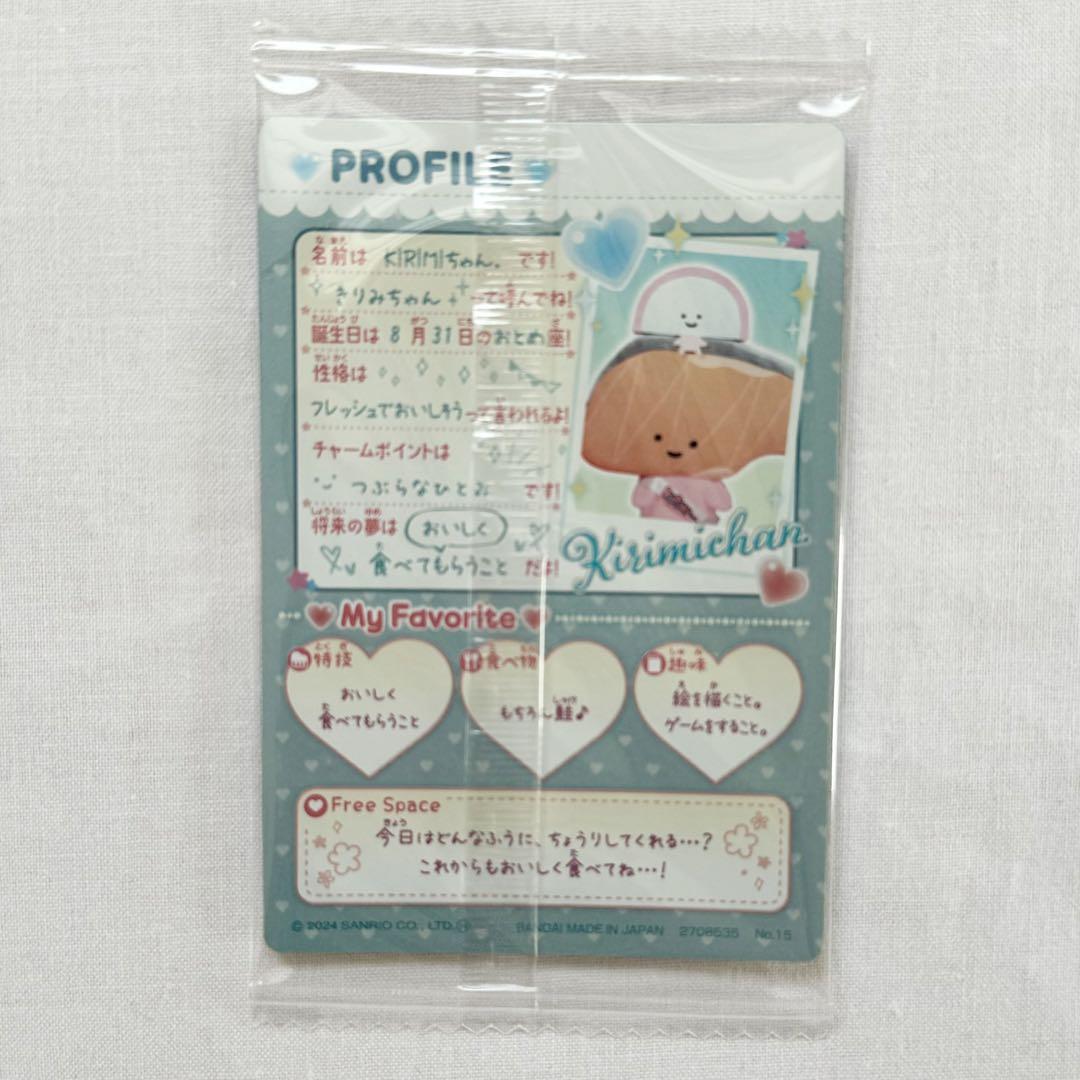 PROFILE
名前は KIRIMIちゃん。です!
きりみちゃん って呼んでね!
誕生日は 8月31日のおとめ座!
性格は
フレッシュでおいしそうって言われるよ!
チャームポイントは
つぶらなひとみ です!
将来の夢は おいしく
食べてもらうこと だよ!
Kirimichan
My Favorite
特技
おいしく
食べてもらうこと
食べ物
もちろん鮭♪
趣味
絵を描くこと。
ゲームをすること。
Free Space
今日はどんなふうに、ちょうりしてくれる…?
これからもおいしく食べてね…!
© 2024 SANRIO CO., LTD. Ⓗ
BANDAI MADE IN JAPAN 2708535 No.15